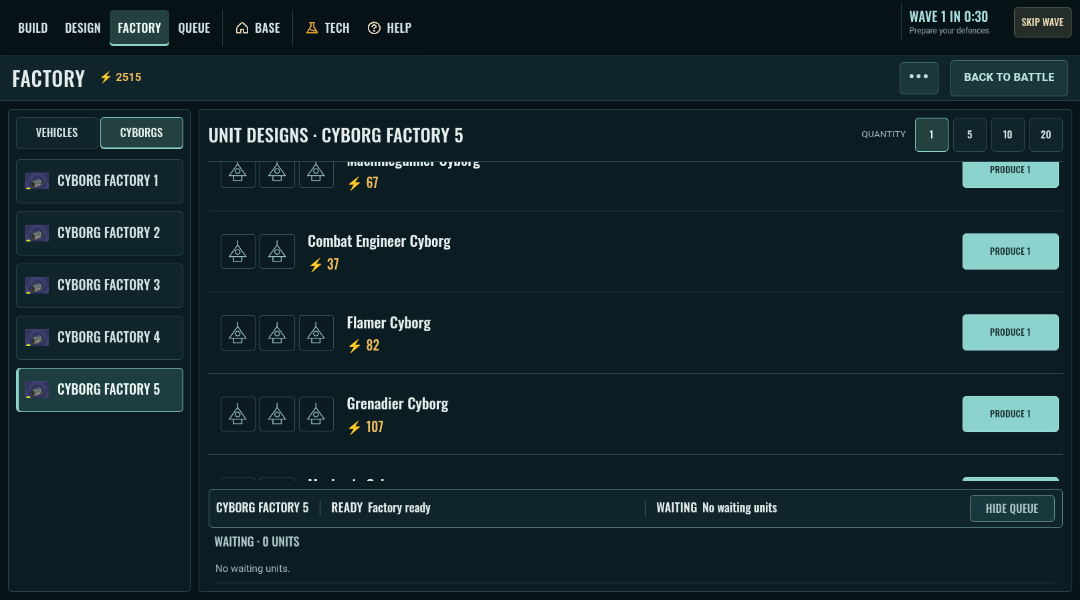 BUILD DESIGN FACTORY QUEUE BASE TECH HELP
WAVE 1 IN 0:30
Prepare your defences
SKIP WAVE
FACTORY 2515
BACK TO BATTLE
VEHICLES CYBORGS
CYBORG FACTORY 1
CYBORG FACTORY 2
CYBORG FACTORY 3
CYBORG FACTORY 4
CYBORG FACTORY 5
UNIT DESIGNS · CYBORG FACTORY 5
QUANTITY 1 5 10 20
Machinegunner Cyborg
67
PRODUCE 1
Combat Engineer Cyborg
37
PRODUCE 1
Flamer Cyborg
82
PRODUCE 1
Grenadier Cyborg
107
PRODUCE 1
CYBORG FACTORY 5 READY Factory ready WAITING No waiting units HIDE QUEUE
WAITING · 0 UNITS
No waiting units.